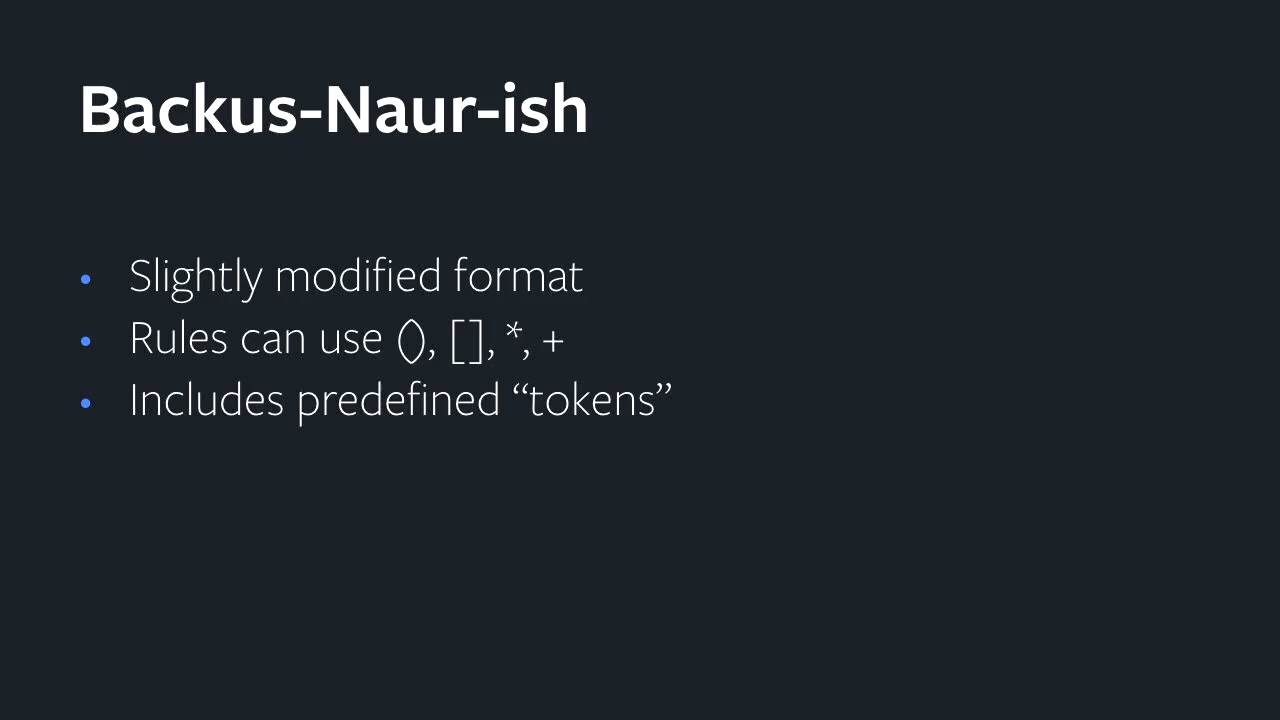 Backus-Naur-ish
• Slightly modified format
• Rules can use (), [], *, +
• Includes predefined “tokens”